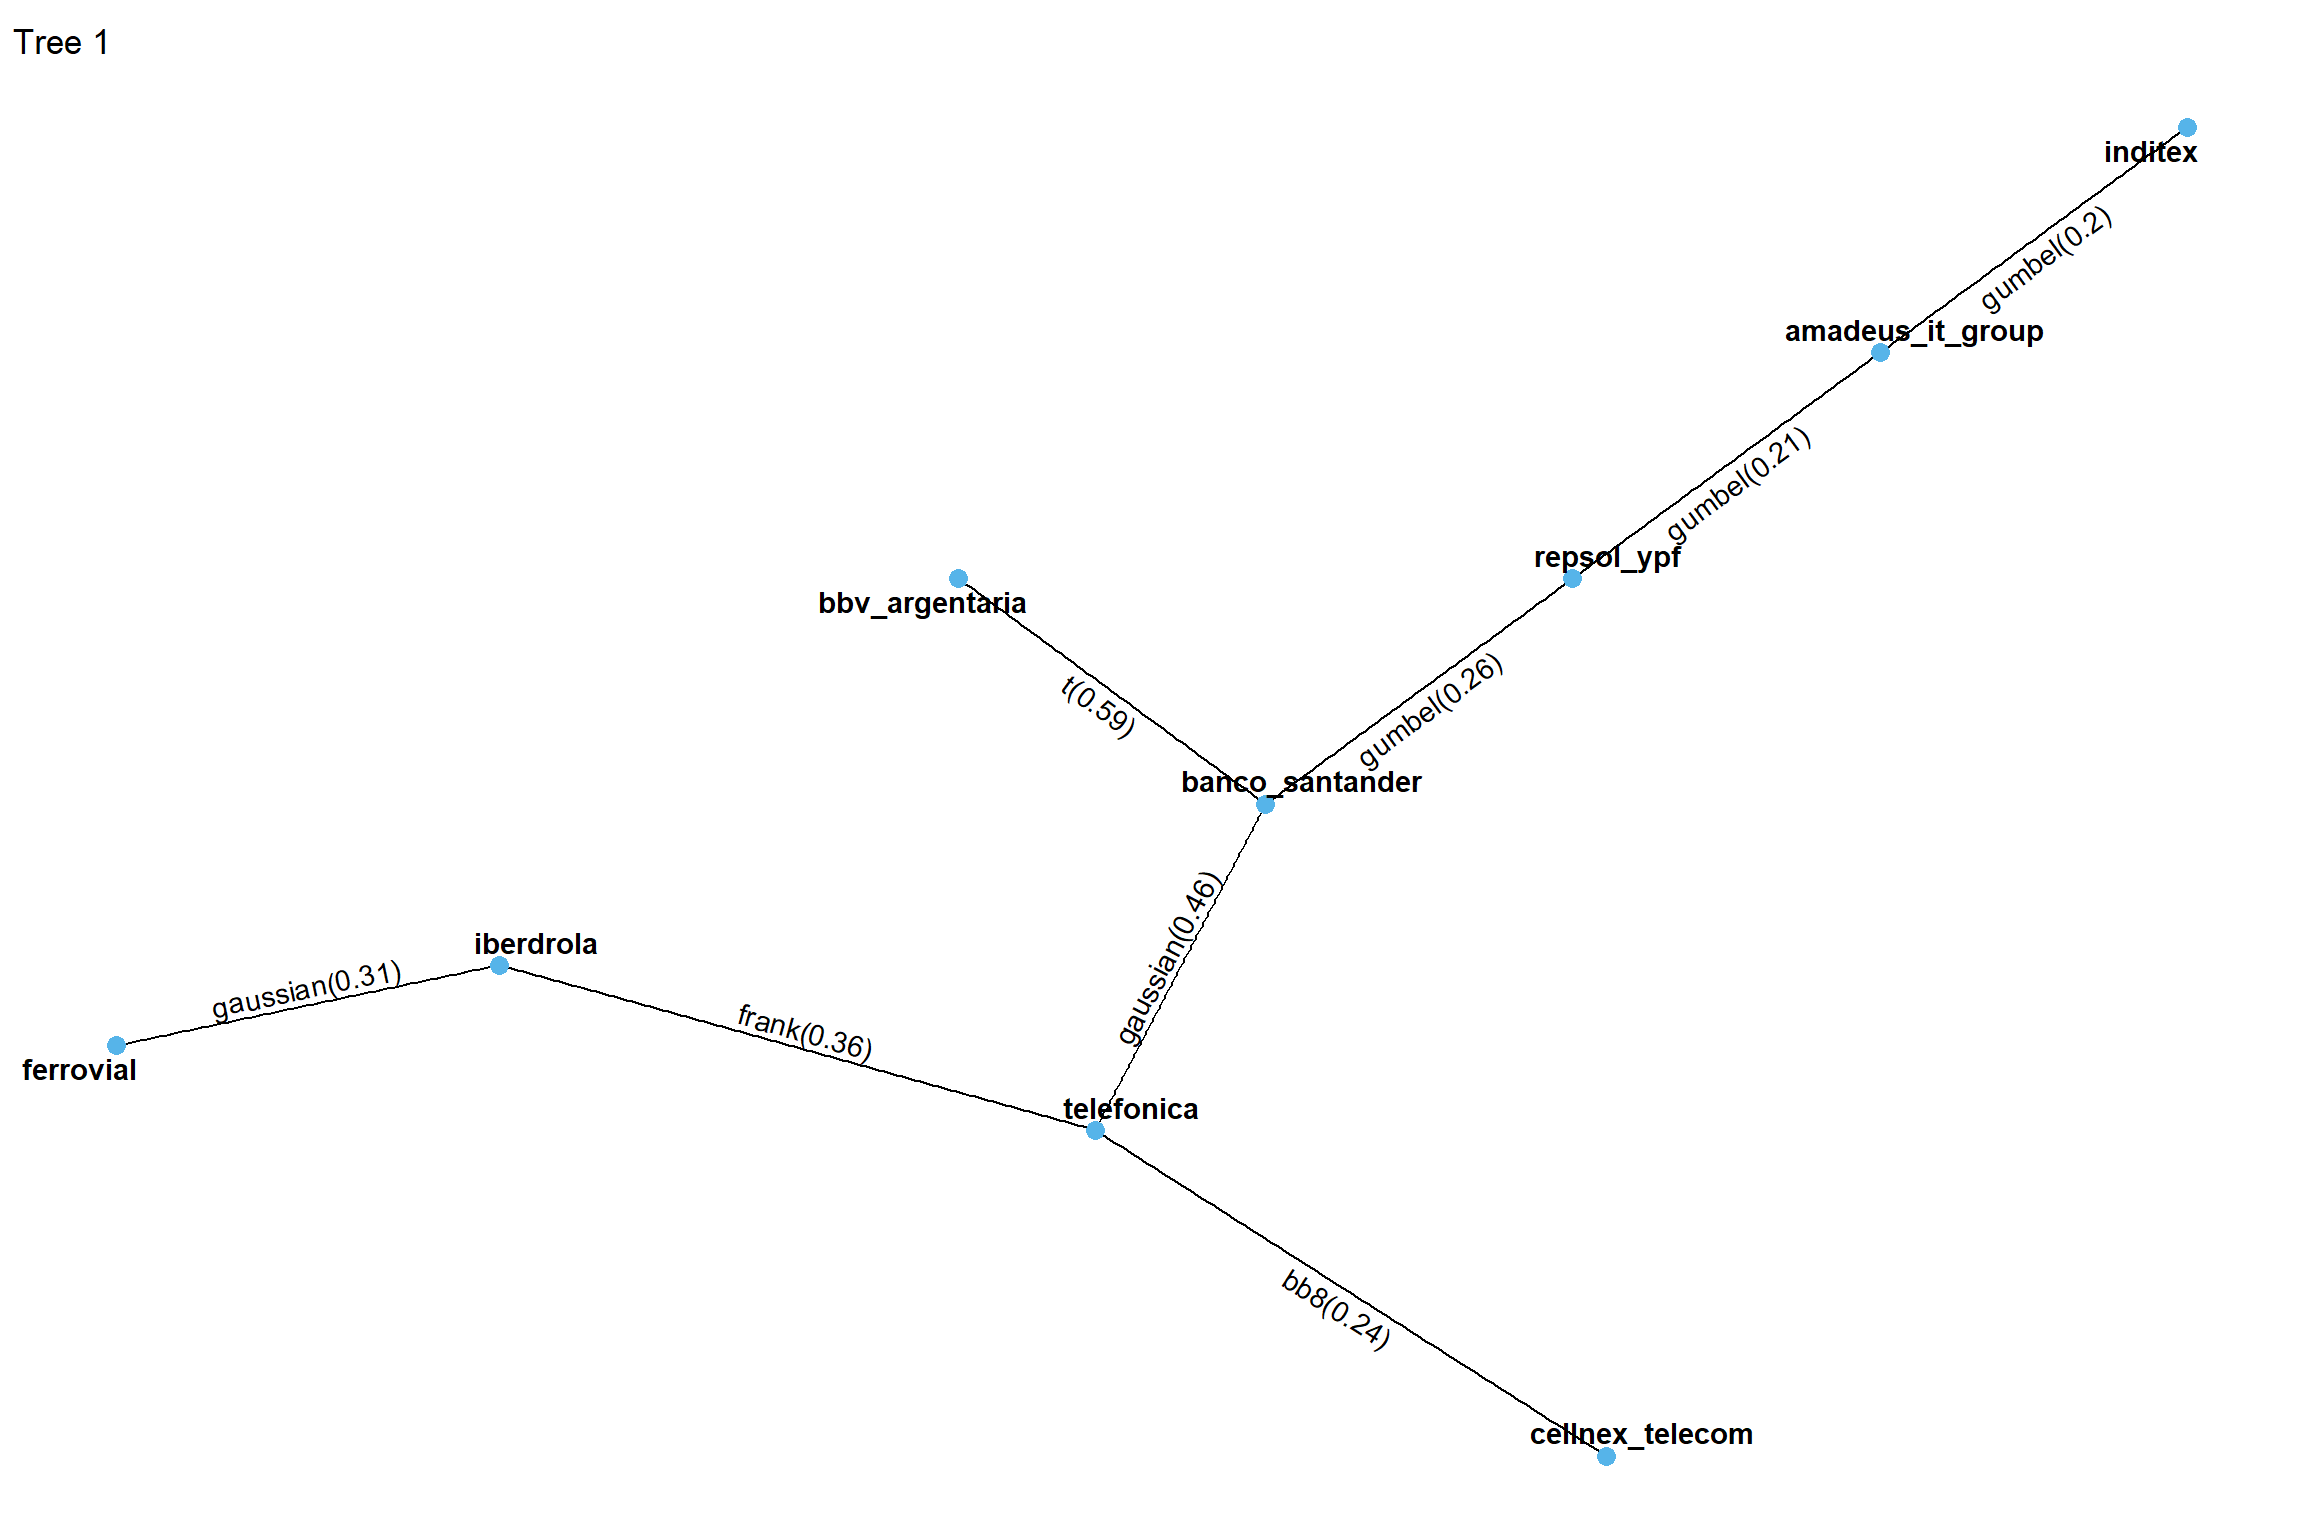 Tree 1
inditex
gumbel(0.2)
amadeus_it_group
gumbel(0.21)
repsol_ypf
bbv_argentaria
t(0.59)
gumbel(0.26)
banco_santander
gaussian(0.46)
iberdrola
gaussian(0.31)
frank(0.36)
ferrovial
telefonica
bb8(0.24)
cellnex_telecom